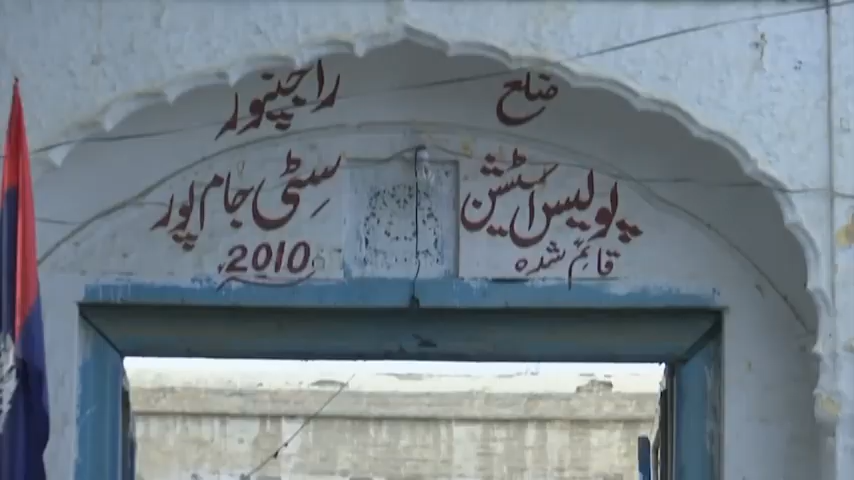 ضلع راجنپور
پولیس اسٹیشن سٹی جام پور
قائم شدہ 2010